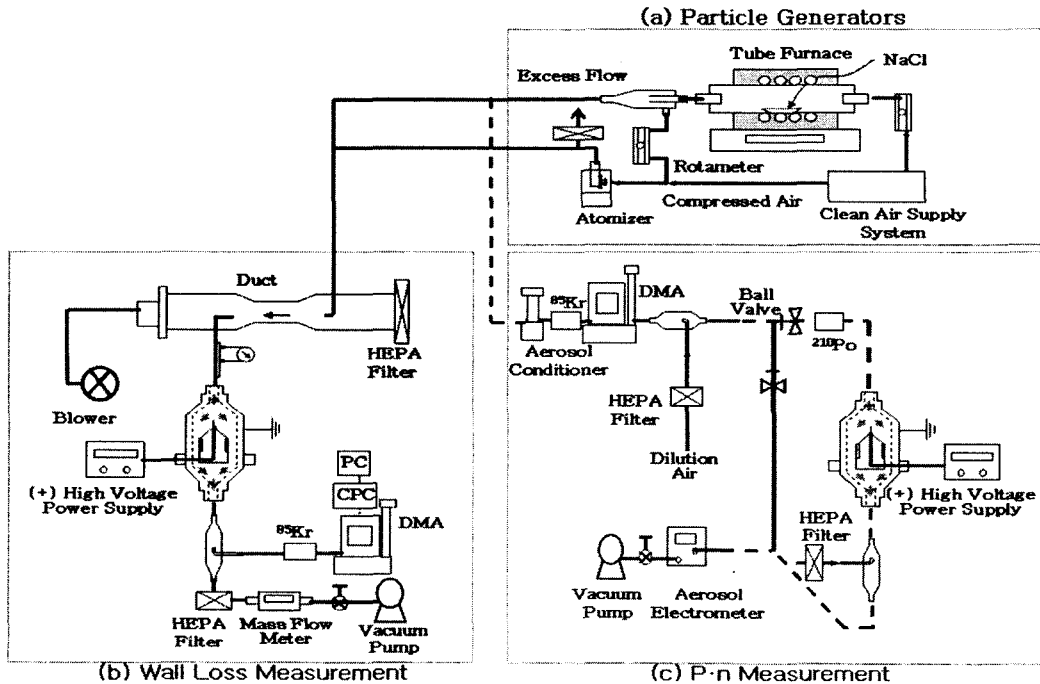 (a) Particle Generators
Tube Furnace
NaCl
Excess Flow
Rotameter
Compressed Air
Atomizer
Clean Air Supply
System
Duct
HEPA
Filter
Blower
(+) High Voltage
Power Supply
PC
CPC
DMA
⁸⁵Kr
HEPA
Filter
Mass Flow
Meter
Vacuum
Pump
(b) Wall Loss Measurement
⁸⁵Kr
DMA
Ball
Valve
²¹⁰Po
Aerosol
Conditioner
HEPA
Filter
Dilution
Air
(+) High Voltage
Power Supply
HEPA
Filter
Vacuum
Pump
Aerosol
Electrometer
(c) P·n Measurement